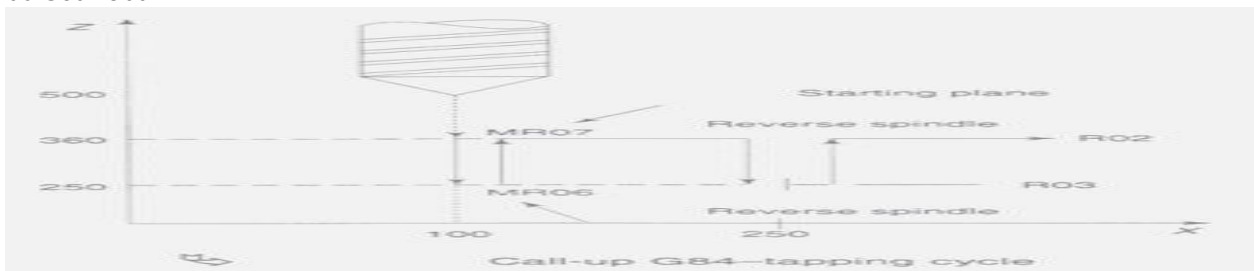 Z
500
Starting plane
MR07
Reverse spindle
360
R02
250
MR06
R03
Reverse spindle
100
250
X
Call-up G84–tapping cycle